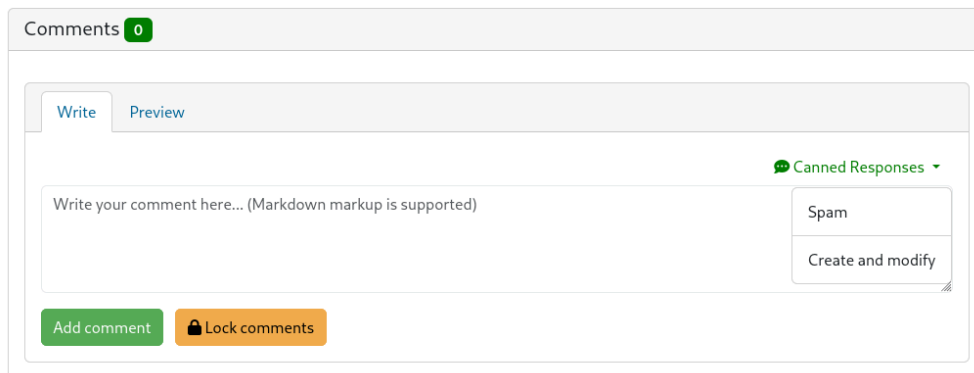 Comments 0
Write Preview
Canned Responses
Write your comment here... (Markdown markup is supported)
Spam
Create and modify
Add comment Lock comments